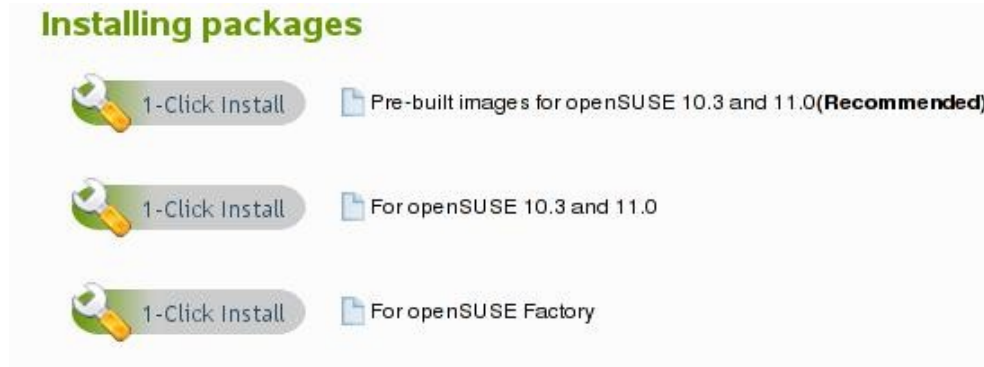 Installing packages
1-Click Install
Pre-built images for openSUSE 10.3 and 11.0(Recommended)
1-Click Install
For openSUSE 10.3 and 11.0
1-Click Install
For openSUSE Factory